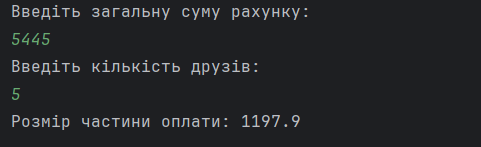 Введіть загальну суму рахунку:
5445
Введіть кількість друзів:
5
Розмір частини оплати: 1197.9